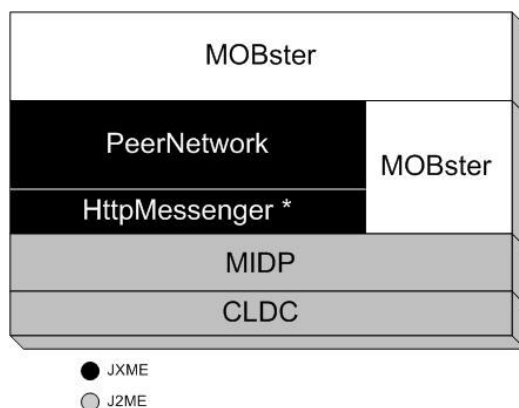 MOBster
PeerNetwork
MOBster
HttpMessenger *
MIDP
CLDC
JXME
J2ME